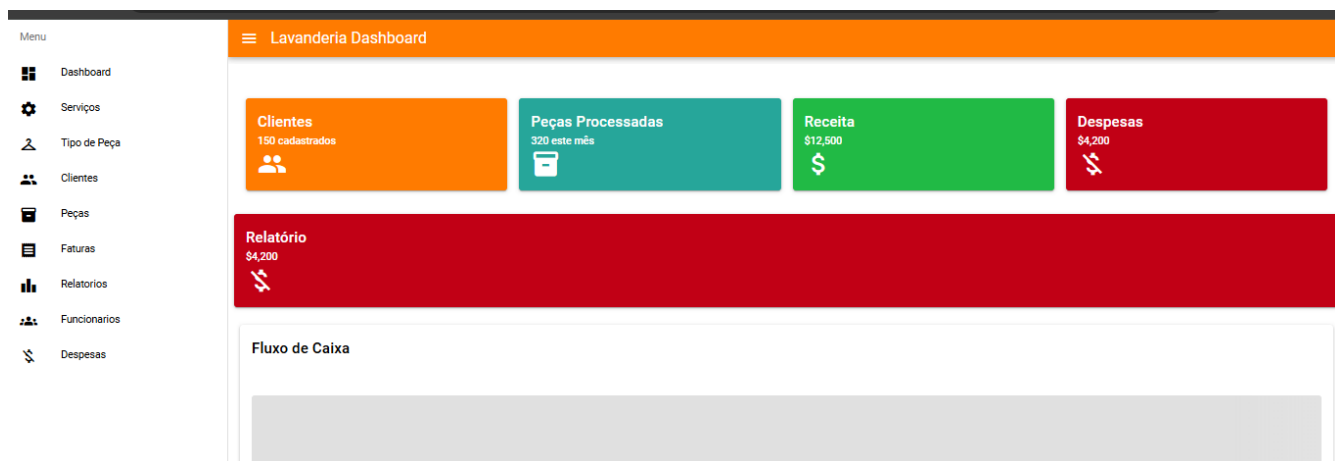 Menu
Dashboard
Serviços
Tipo de Peça
Clientes
Peças
Faturas
Relatorios
Funcionarios
Despesas
Lavanderia Dashboard
Clientes
150 cadastrados
Peças Processadas
320 este mês
Receita
$12,500
Despesas
$4,200
Relatório
$4,200
Fluxo de Caixa